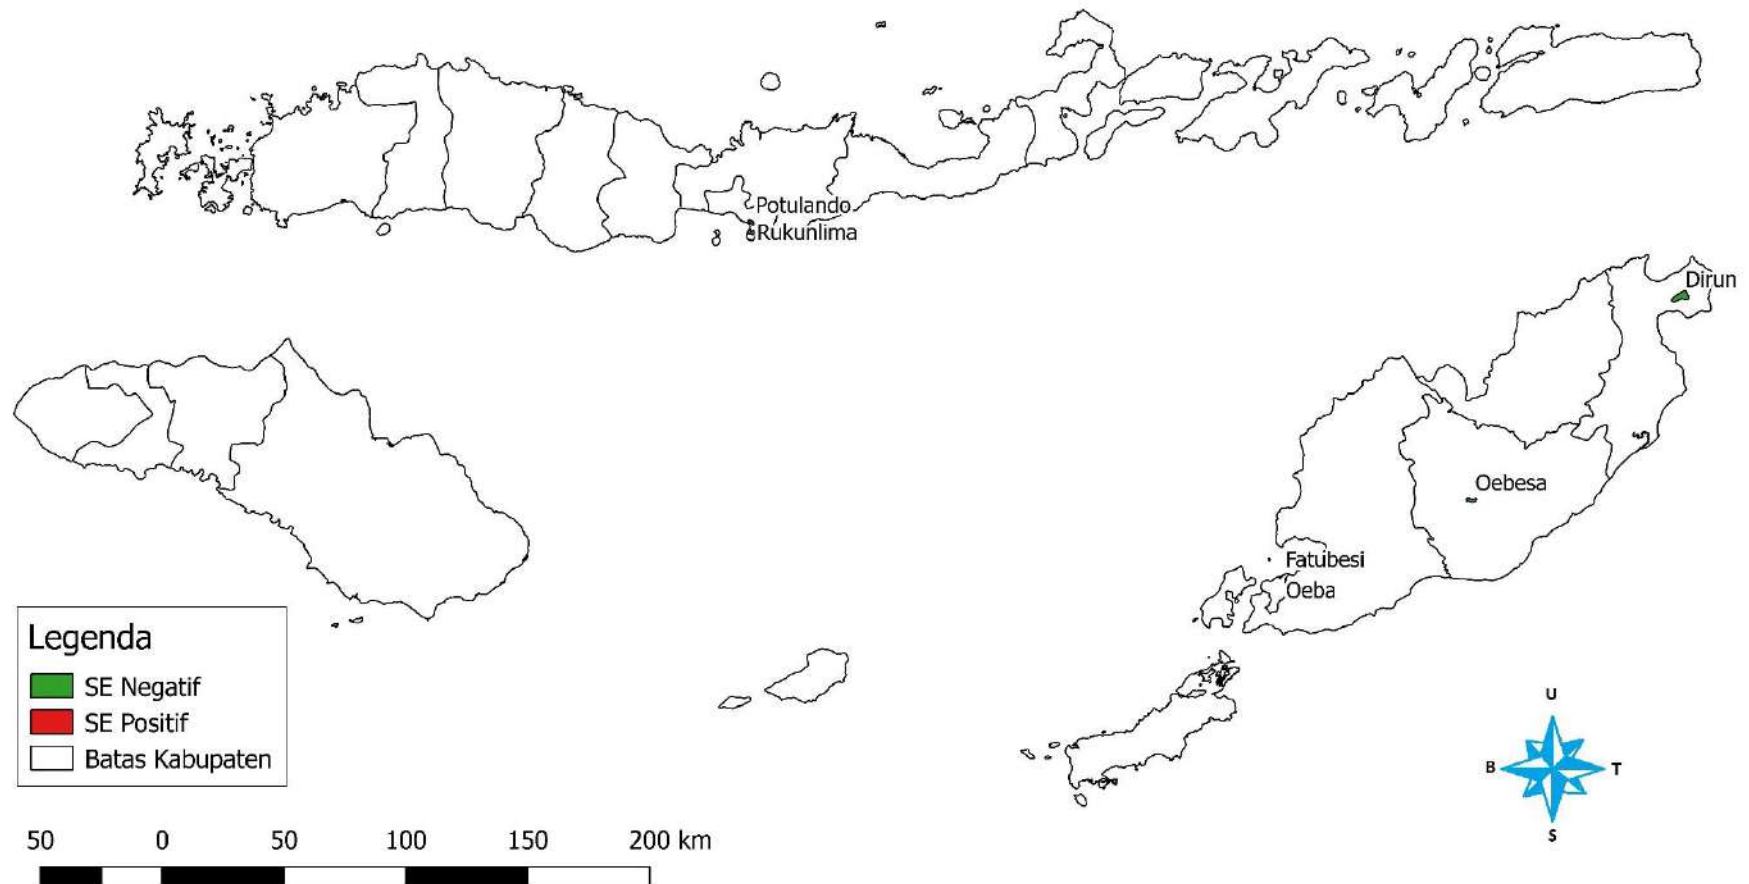 Potulando
Rukunlima
Dirun
Oebesa
Fatubesi
Oeba
Legenda
SE Negatif
SE Positif
Batas Kabupaten
U
B T
S
50 0 50 100 150 200 km